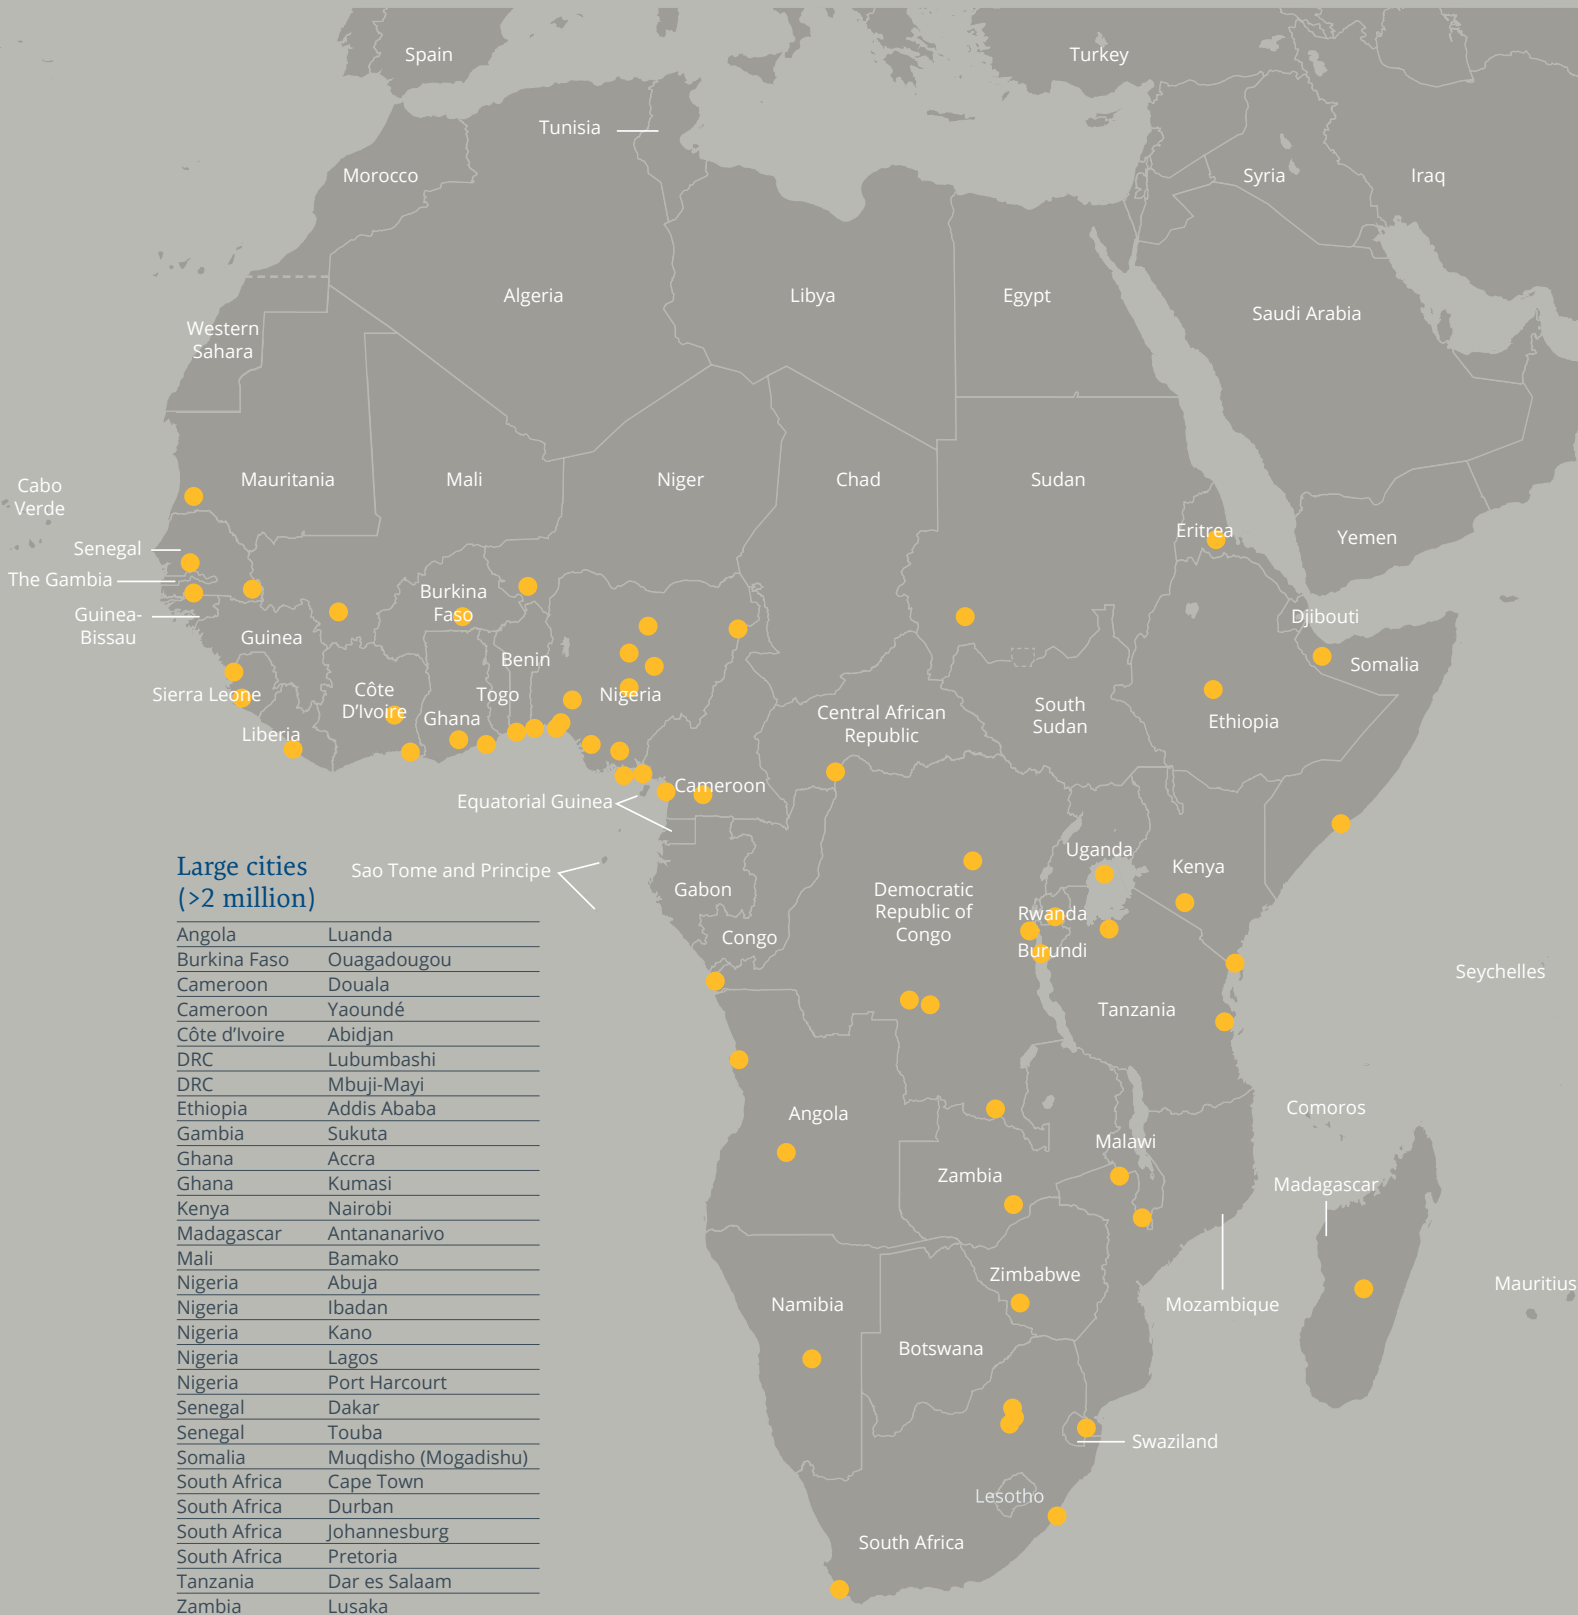 Spain
Turkey
Tunisia
Morocco
Syria
Iraq
Algeria
Libya
Egypt
Saudi Arabia
Western
Sahara
Cabo
Verde
Mauritania
Mali
Niger
Chad
Sudan
Eritrea
Yemen
Senegal
The Gambia
Guinea-
Bissau
Burkina
Faso
Djibouti
Guinea
Benin
Somalia
Sierra Leone
Côte
D'Ivoire
Togo
Nigeria
Ghana
Liberia
Central African
Republic
South
Sudan
Ethiopia
Cameroon
Equatorial Guinea
Sao Tome and Principe
Uganda
Kenya
Gabon
Democratic
Republic of
Congo
Rwanda
Congo
Burundi
Seychelles
Tanzania
Angola
Comoros
Malawi
Zambia
Madagascar
Zimbabwe
Mauritius
Namibia
Mozambique
Botswana
Swaziland
Lesotho
South Africa
Large cities
(>2 million)
Angola Luanda
Burkina Faso Ouagadougou
Cameroon Douala
Cameroon Yaoundé
Côte d'Ivoire Abidjan
DRC Lubumbashi
DRC Mbuji-Mayi
Ethiopia Addis Ababa
Gambia Sukuta
Ghana Accra
Ghana Kumasi
Kenya Nairobi
Madagascar Antananarivo
Mali Bamako
Nigeria Abuja
Nigeria Ibadan
Nigeria Kano
Nigeria Lagos
Nigeria Port Harcourt
Senegal Dakar
Senegal Touba
Somalia Muqdisho (Mogadishu)
South Africa Cape Town
South Africa Durban
South Africa Johannesburg
South Africa Pretoria
Tanzania Dar es Salaam
Zambia Lusaka